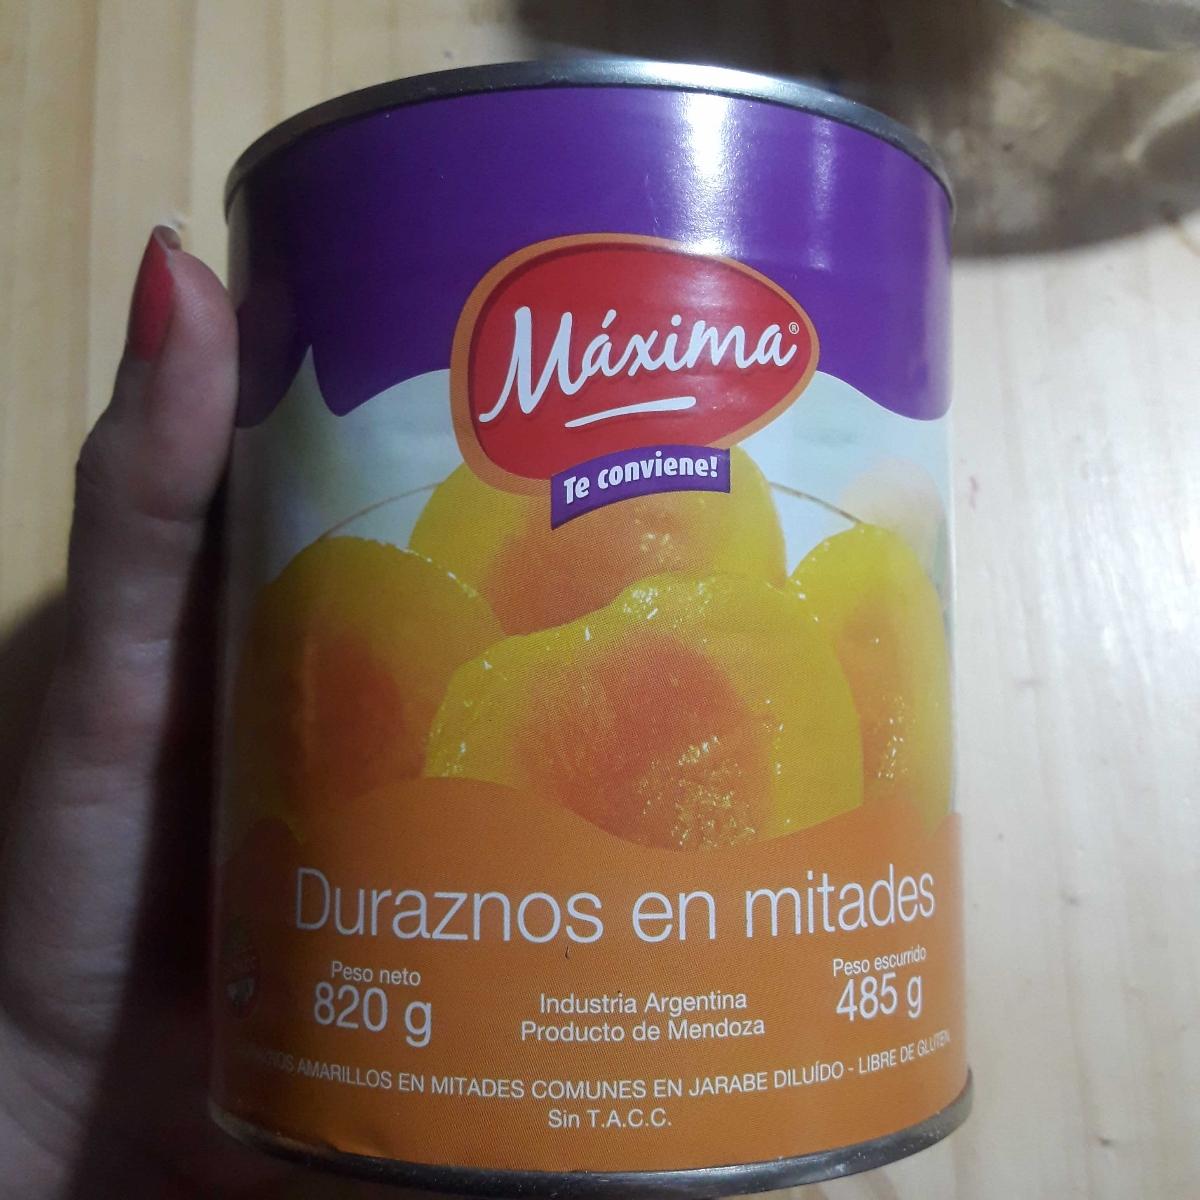 Máxima®
Te conviene!
Duraznos en mitades
Peso neto
820 g
Industria Argentina
Producto de Mendoza
Peso escurrido
485 g
AMARILLOS EN MITADES COMUNES EN JARABE DILUÍDO - LIBRE DE GLUTEN
Sin T.A.C.C.